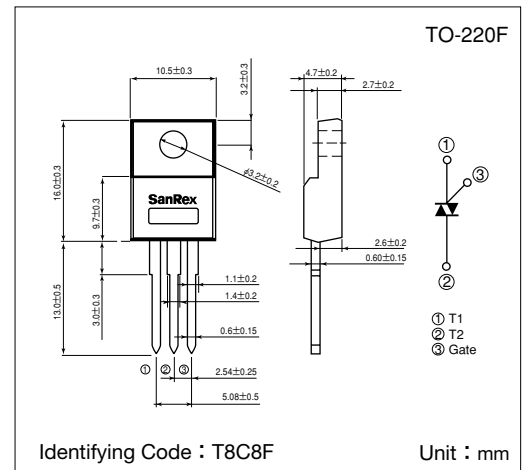 TO-220F
10.5±0.3
3.2±0.3
4.7±0.2
2.7±0.2
16.0±0.3
9.7±0.3
φ3.2±0.2
SanRex
13.0±0.5
3.0±0.3
1.1±0.2
1.4±0.2
0.6±0.15
2.54±0.25
5.08±0.5
① ② ③
2.6±0.2
0.60±0.15
①
③
②
① T1
② T2
③ Gate
Identifying Code：T8C8F
Unit：mm